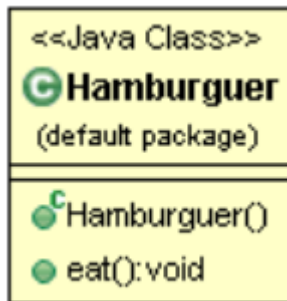 <<Java Class>>
C Hamburguer
(default package)
C Hamburguer()
eat():void